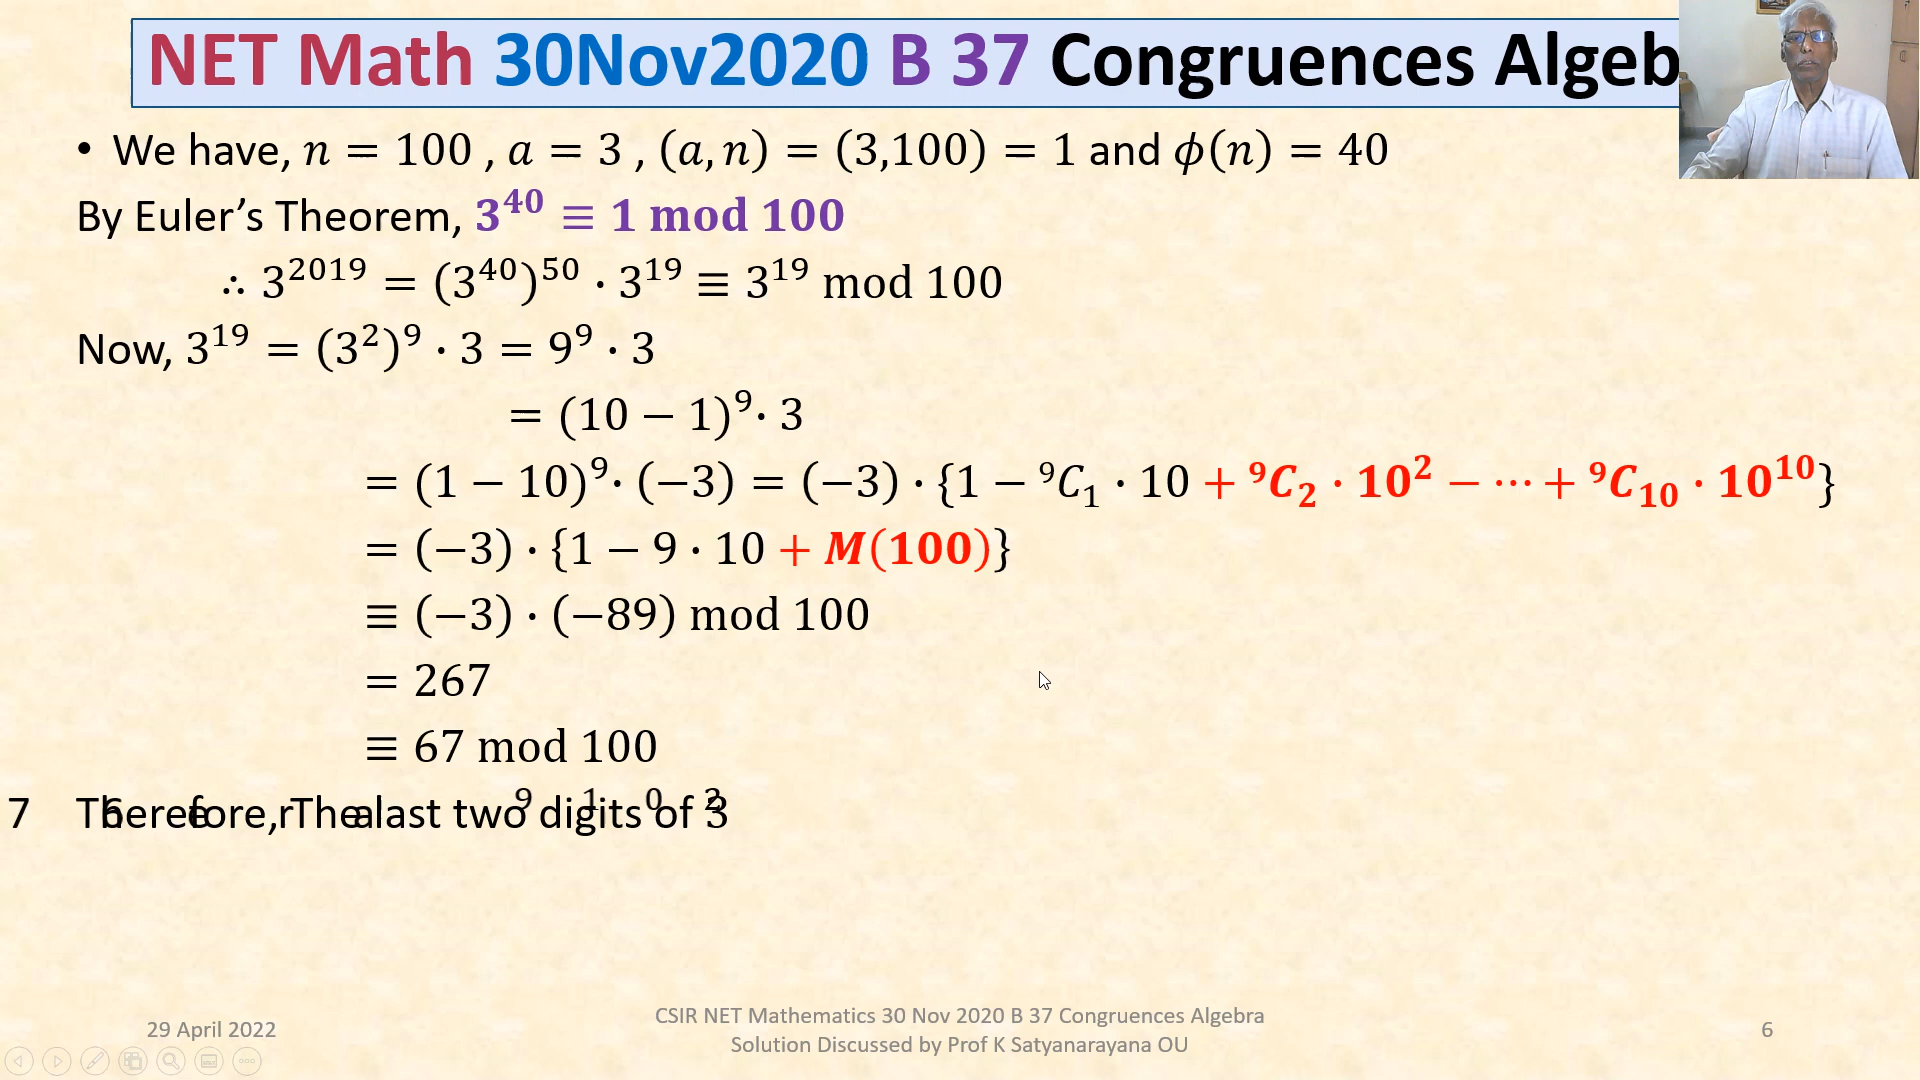 NET Math 30Nov2020 B 37 Congruences Algeb
• We have, n = 100 , a = 3 , (a, n) = (3,100) = 1 and ϕ(n) = 40
By Euler’s Theorem, 3⁴⁰ ≡ 1 mod 100
∴ 3²⁰¹⁹ = (3⁴⁰)⁵⁰ · 3¹⁹ ≡ 3¹⁹ mod 100
Now, 3¹⁹ = (3²)⁹ · 3 = 9⁹ · 3
= (10 − 1)⁹· 3
= (1 − 10)⁹· (−3) = (−3) · {1 − ⁹C₁ · 10 + ⁹C₂ · 10² − ⋯ + ⁹C₁₀ · 10¹⁰}
= (−3) · {1 − 9 · 10 + M(100)}
≡ (−3) · (−89) mod 100
= 267
≡ 67 mod 100
last two digits of 3
29 April 2022
CSIR NET Mathematics 30 Nov 2020 B 37 Congruences Algebra
Solution Discussed by Prof K Satyanarayana OU
6